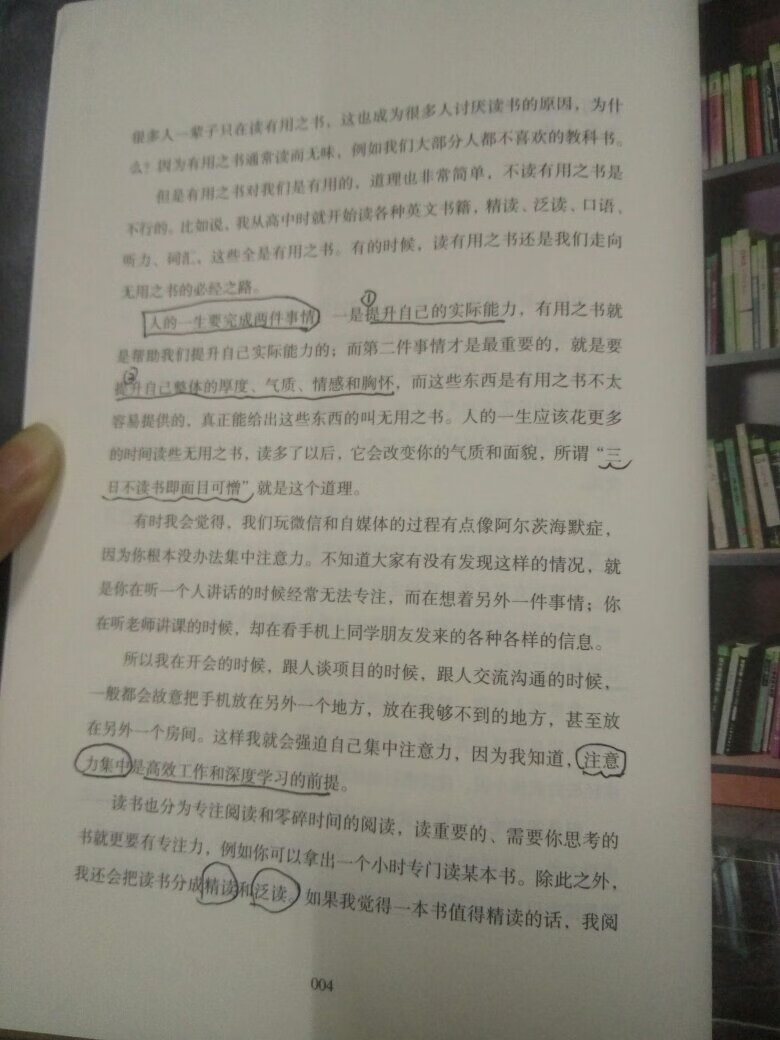 很多人一辈子只在读有用之书，这也成为很多人讨厌读书的原因，为什
么？因为有用之书通常读而无味，例如我们大部分人都不喜欢的教科书。
但是有用之书对我们是有用的，道理也非常简单，不读有用之书是
不行的。比如说，我从高中时就开始读各种英文书籍，精读、泛读、口语、
听力、词汇，这些全是有用之书。有的时候，读有用之书还是我们走向
无用之书的必经之路。
①
人的一生要完成两件事情，一是提升自己的实际能力，有用之书就
是帮助我们提升自己实际能力的；而第二件事情才是最重要的，就是要
②
提升自己整体的厚度、气质、情感和胸怀，而这些东西是有用之书不太
容易提供的，真正能给出这些东西的叫无用之书。人的一生应该花更多
的时间读些无用之书，读多了以后，它会改变你的气质和面貌，所谓“三
日不读书即面目可憎”就是这个道理。
有时我会觉得，我们玩微信和自媒体的过程有点像阿尔茨海默症，
因为你根本没办法集中注意力。不知道大家有没有发现这样的情况，就
是你在听一个人讲话的时候经常无法专注，而在想着另外一件事情；你
在听老师讲课的时候，却在看手机上同学朋友发来的各种各样的信息。
所以我在开会的时候，跟人谈项目的时候，跟人交流沟通的时候，
一般都会故意把手机放在另外一个地方，放在我够不到的地方，甚至放
在另外一个房间。这样我就会强迫自己集中注意力，因为我知道，注意
力集中是高效工作和深度学习的前提。
读书也分为专注阅读和零碎时间的阅读，读重要的、需要你思考的
书就更要有专注力，例如你可以拿出一个小时专门读某本书。除此之外，
我还会把读书分成精读和泛读。如果我觉得一本书值得精读的话，我阅
004